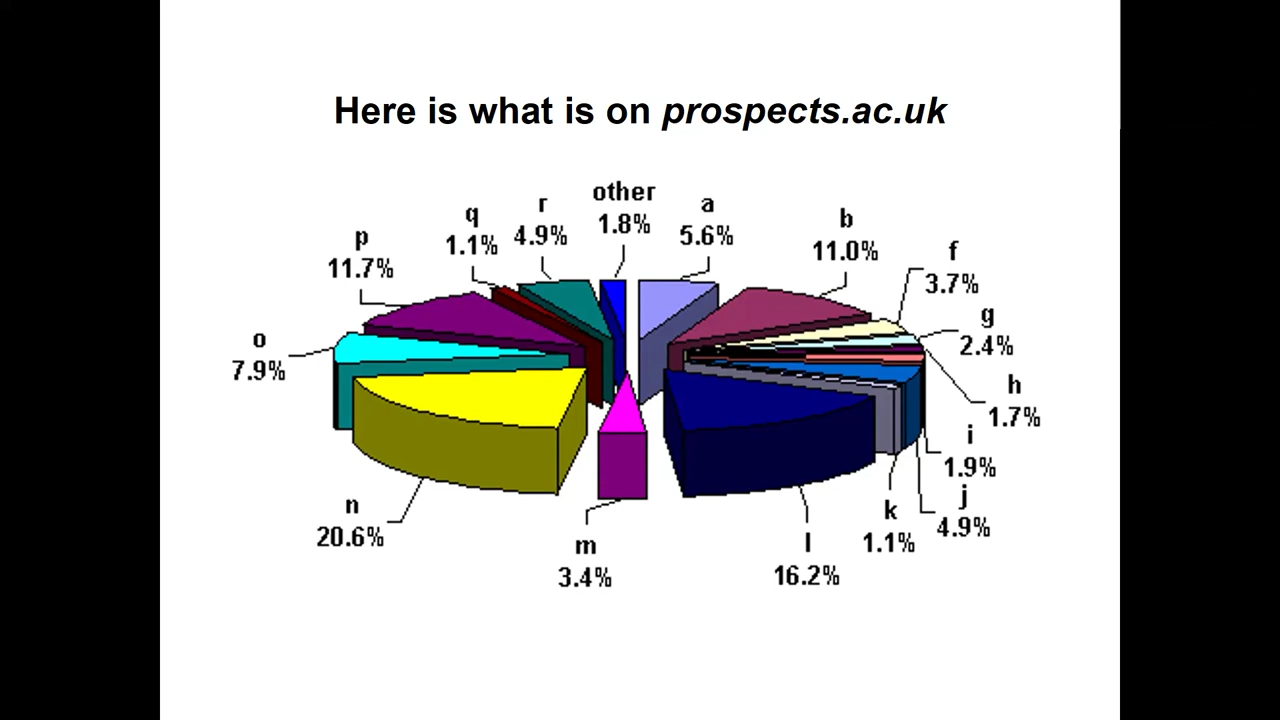 Here is what is on prospects.ac.uk
other
1.8%
a
5.6%
b
11.0%
f
3.7%
g
2.4%
h
1.7%
i
1.9%
j
4.9%
k
1.1%
l
16.2%
m
3.4%
n
20.6%
o
7.9%
p
11.7%
q
1.1%
r
4.9%